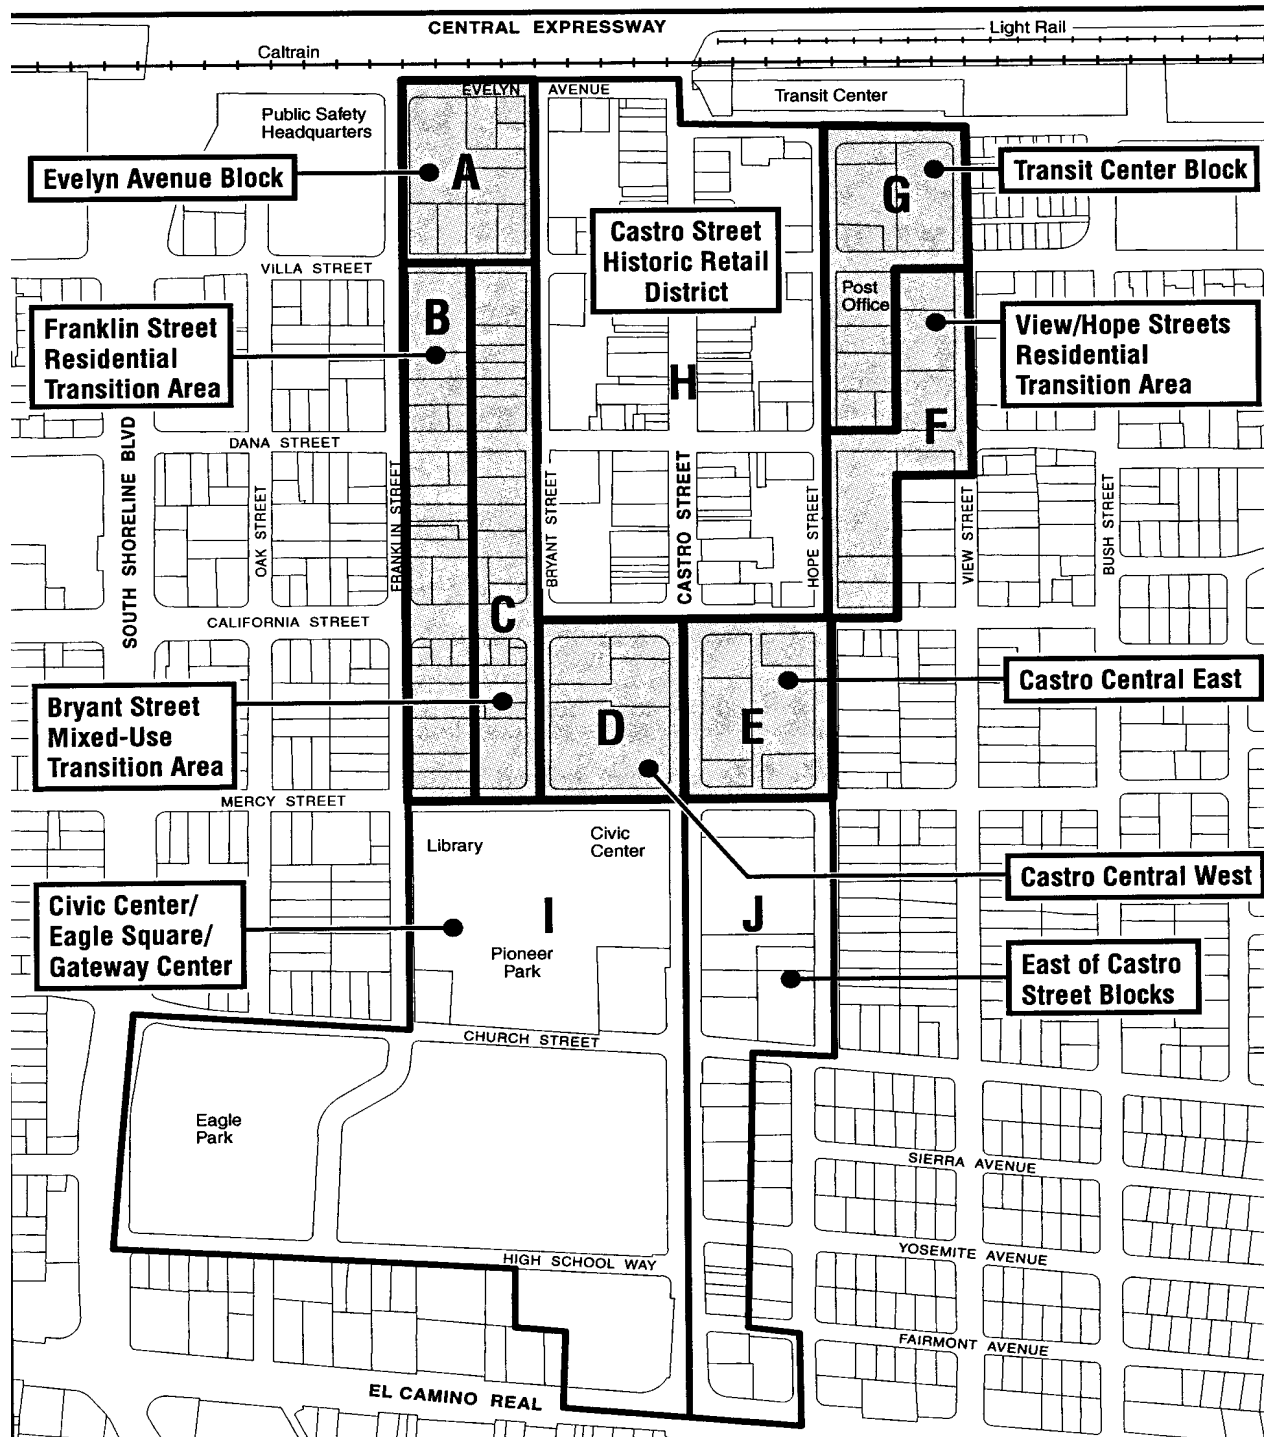 CENTRAL EXPRESSWAY
Light Rail
Caltrain
EVELYN AVENUE
Transit Center
Public Safety
Headquarters
Evelyn Avenue Block
A
G
Transit Center Block
Castro Street
Historic Retail
District
VILLA STREET
Post
Office
B
Franklin Street
Residential
Transition Area
View/Hope Streets
Residential
Transition Area
H
F
SOUTH SHORELINE BLVD
DANA STREET
OAK STREET
FRANKLIN STREET
BRYANT STREET
CASTRO STREET
HOPE STREET
VIEW STREET
BUSH STREET
C
CALIFORNIA STREET
Castro Central East
Bryant Street
Mixed-Use
Transition Area
D
E
MERCY STREET
Library
Civic
Center
Castro Central West
Civic Center/
Eagle Square/
Gateway Center
I
J
Pioneer
Park
East of Castro
Street Blocks
CHURCH STREET
Eagle
Park
SIERRA AVENUE
YOSEMITE AVENUE
HIGH SCHOOL WAY
FAIRMONT AVENUE
EL CAMINO REAL